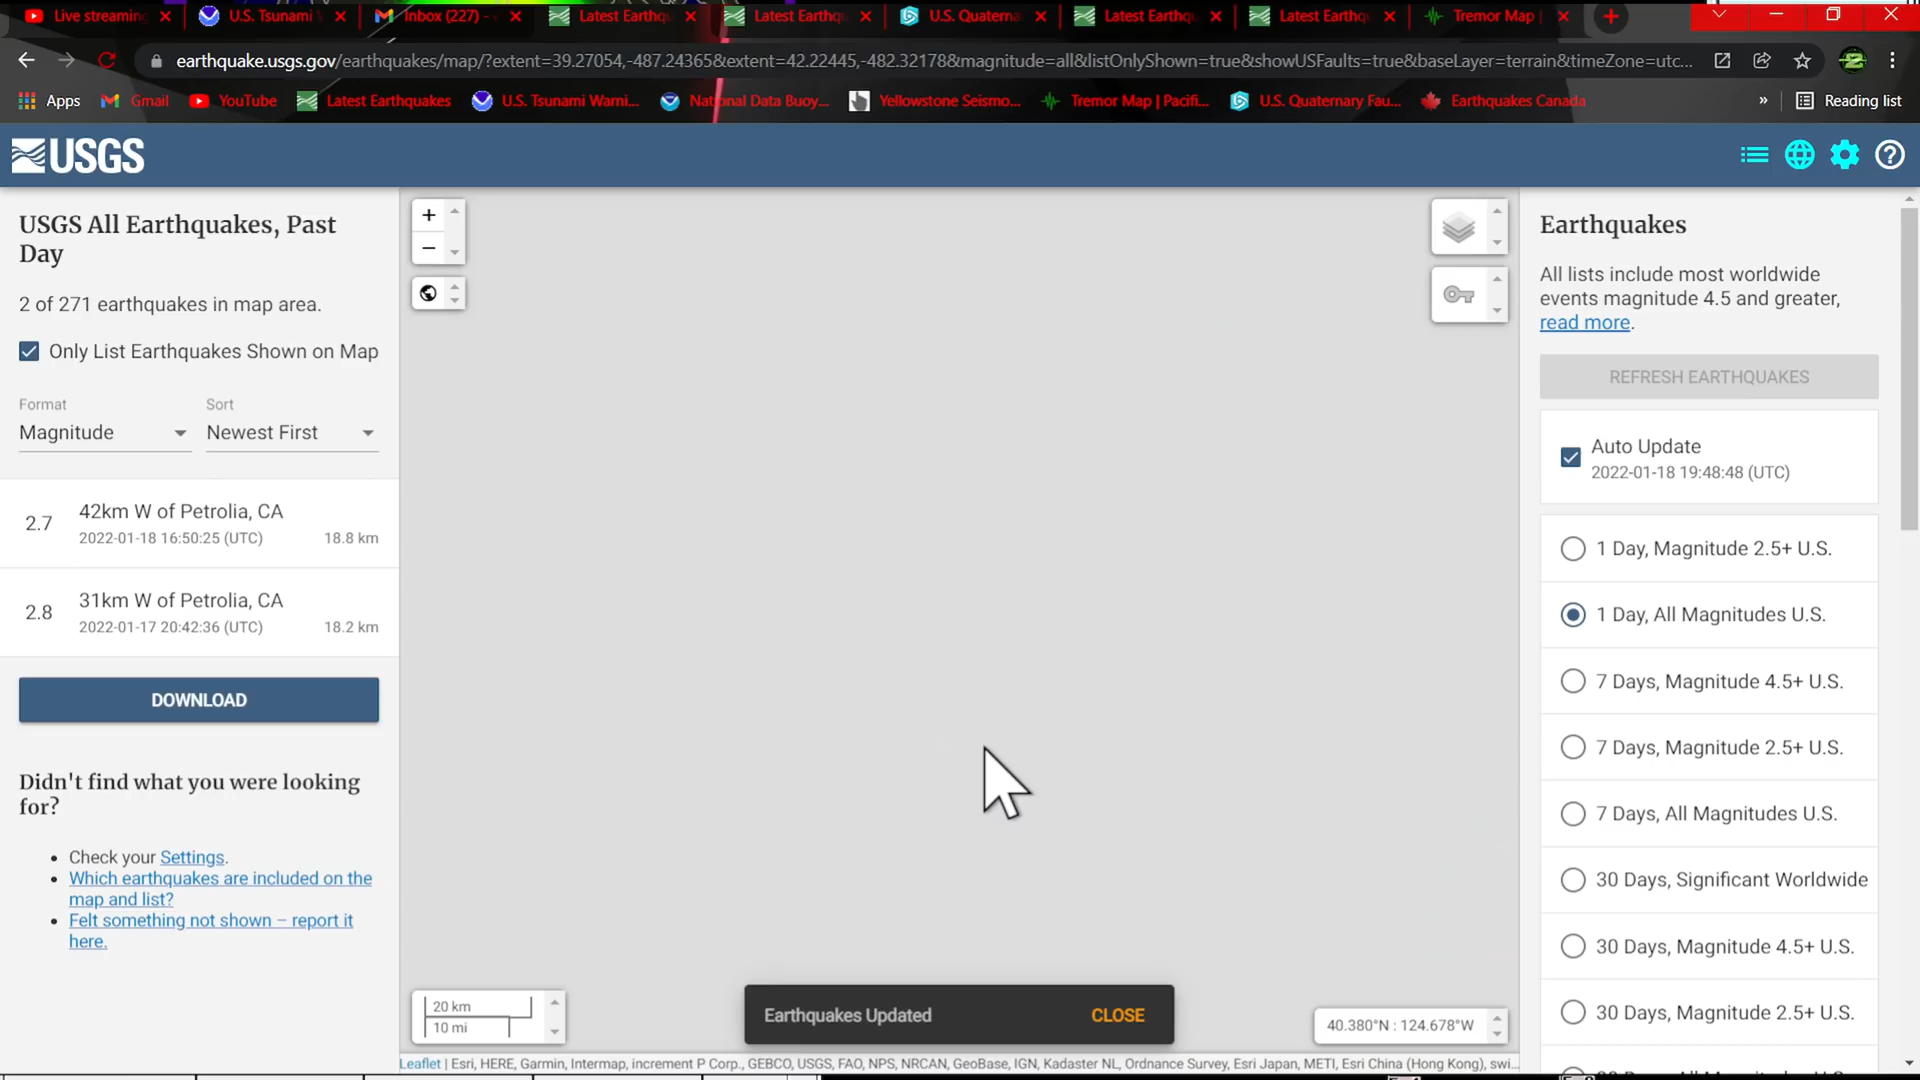 Live streaming
U.S. Tsunami
Inbox (227) -
Latest Earthqu
Latest Earthqu
U.S. Quaterna
Latest Earthqu
Latest Earthqu
Tremor Map |
earthquake.usgs.gov/earthquakes/map/?extent=39.27054,-487.24365&extent=42.22445,-482.32178&magnitude=all&listOnlyShown=true&showUSFaults=true&baseLayer=terrain&timeZone=utc...
Apps
Gmail
YouTube
Latest Earthquakes
U.S. Tsunami Warni...
National Data Buoy...
Yellowstone Seismo...
Tremor Map | Pacifi...
U.S. Quaternary Fau...
Earthquakes Canada
»
Reading list
USGS
USGS All Earthquakes, Past
Day
2 of 271 earthquakes in map area.
Only List Earthquakes Shown on Map
Format
Sort
Magnitude
Newest First
2.7
42km W of Petrolia, CA
2022-01-18 16:50:25 (UTC)
18.8 km
2.8
31km W of Petrolia, CA
2022-01-17 20:42:36 (UTC)
18.2 km
DOWNLOAD
Didn't find what you were looking
for?
• Check your Settings.
• Which earthquakes are included on the
map and list?
• Felt something not shown – report it
here.
+
−
20 km
10 mi
Earthquakes Updated
CLOSE
40.380°N : 124.678°W
Leaflet | Esri, HERE, Garmin, Intermap, increment P Corp., GEBCO, USGS, FAO, NPS, NRCAN, GeoBase, IGN, Kadaster NL, Ordnance Survey, Esri Japan, METI, Esri China (Hong Kong), swi...
Earthquakes
All lists include most worldwide
events magnitude 4.5 and greater,
read more.
REFRESH EARTHQUAKES
Auto Update
2022-01-18 19:48:48 (UTC)
1 Day, Magnitude 2.5+ U.S.
1 Day, All Magnitudes U.S.
7 Days, Magnitude 4.5+ U.S.
7 Days, Magnitude 2.5+ U.S.
7 Days, All Magnitudes U.S.
30 Days, Significant Worldwide
30 Days, Magnitude 4.5+ U.S.
30 Days, Magnitude 2.5+ U.S.